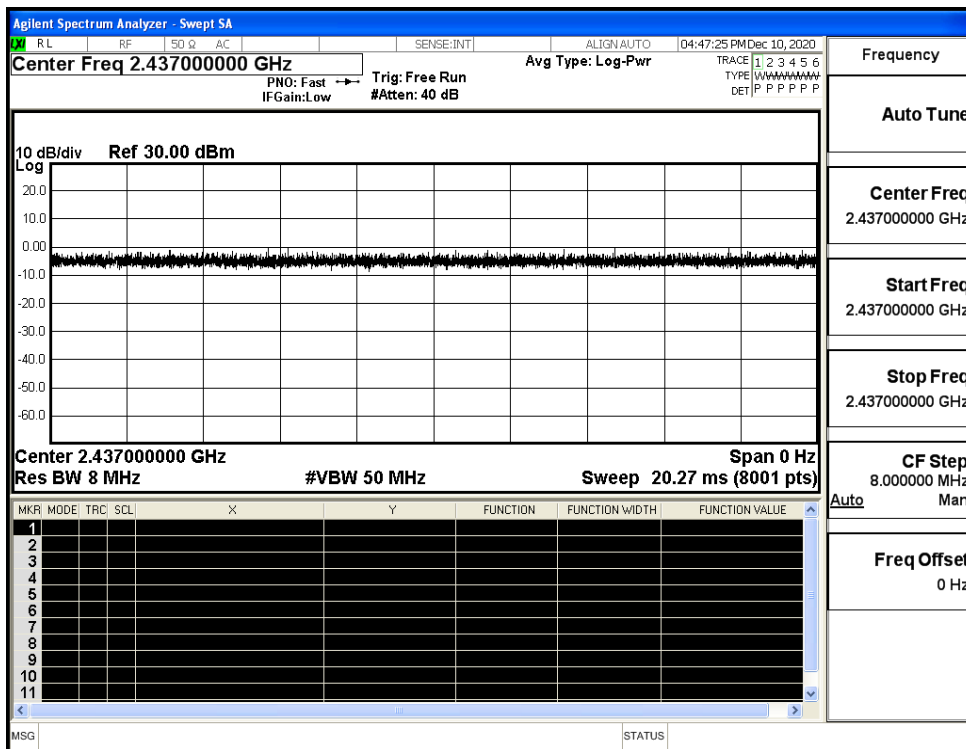 Agilent Spectrum Analyzer - Swept SA
LXI RL RF 50 Ω AC SENSE:INT ALIGN AUTO 04:47:25 PM Dec 10, 2020
Center Freq 2.437000000 GHz
PNO: Fast
IFGain:Low
Trig: Free Run
#Atten: 40 dB
Avg Type: Log-Pwr
TRACE 1 2 3 4 5 6
TYPE WWWWWW
DET P P P P P P
10 dB/div Ref 30.00 dBm
Log
20.0
10.0
0.00
-10.0
-20.0
-30.0
-40.0
-50.0
-60.0
Center 2.437000000 GHz Span 0 Hz
Res BW 8 MHz #VBW 50 MHz Sweep 20.27 ms (8001 pts)
MKR MODE TRC SCL X Y FUNCTION FUNCTION WIDTH FUNCTION VALUE
1
2
3
4
5
6
7
8
9
10
11
MSG STATUS
Frequency
Auto Tune
Center Freq
2.437000000 GHz
Start Freq
2.437000000 GHz
Stop Freq
2.437000000 GHz
CF Step
8.000000 MHz
Auto Man
Freq Offset
0 Hz